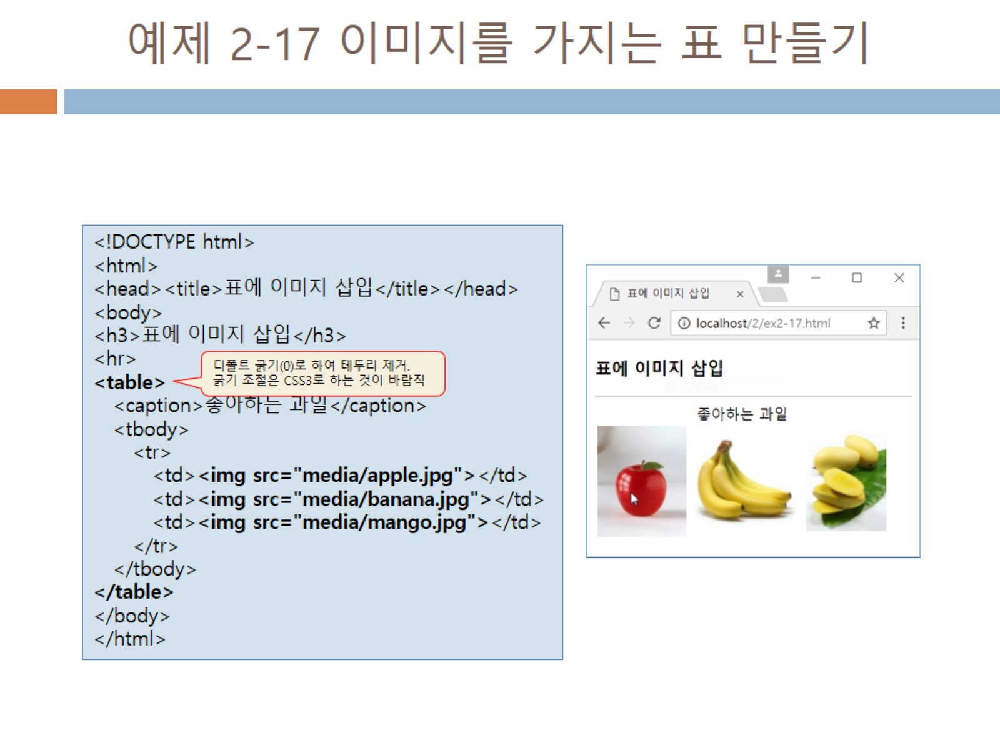 예제 2-17 이미지를 가지는 표 만들기
<!DOCTYPE html>
<html>
<head><title>표에 이미지 삽입</title></head>
<body>
<h3>표에 이미지 삽입</h3>
<hr>
<table>
디폴트 굵기(0)로 하여 테두리 제거.
굵기 조절은 CSS3로 하는 것이 바람직
<caption>좋아하는 과일</caption>
<tbody>
<tr>
<td><img src="media/apple.jpg"></td>
<td><img src="media/banana.jpg"></td>
<td><img src="media/mango.jpg"></td>
</tr>
</tbody>
</table>
</body>
</html>
표에 이미지 삽입
localhost/2/ex2-17.html
표에 이미지 삽입
좋아하는 과일